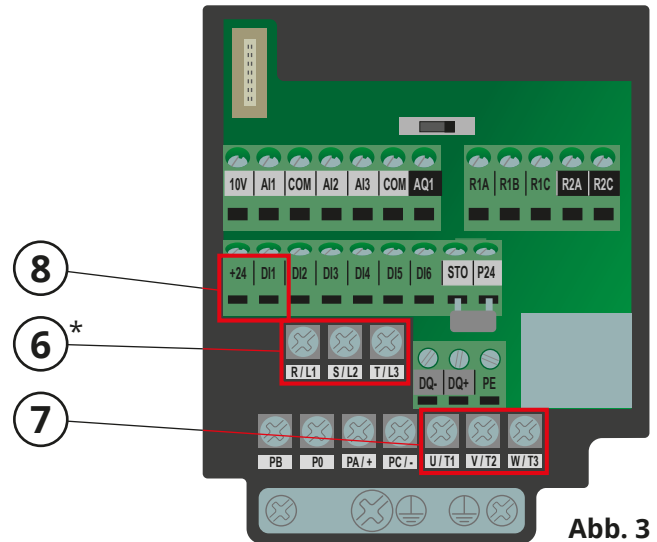 10V AI1 COM AI2 AI3 COM AQ1 R1A R1B R1C R2A R2C
8
+24 DI1 DI2 DI3 DI4 DI5 DI6 STO P24
6*
R / L1 S / L2 T / L3
DQ- DQ+ PE
7
PB P0 PA / + PC / - U / T1 V / T2 W / T3
Abb. 3